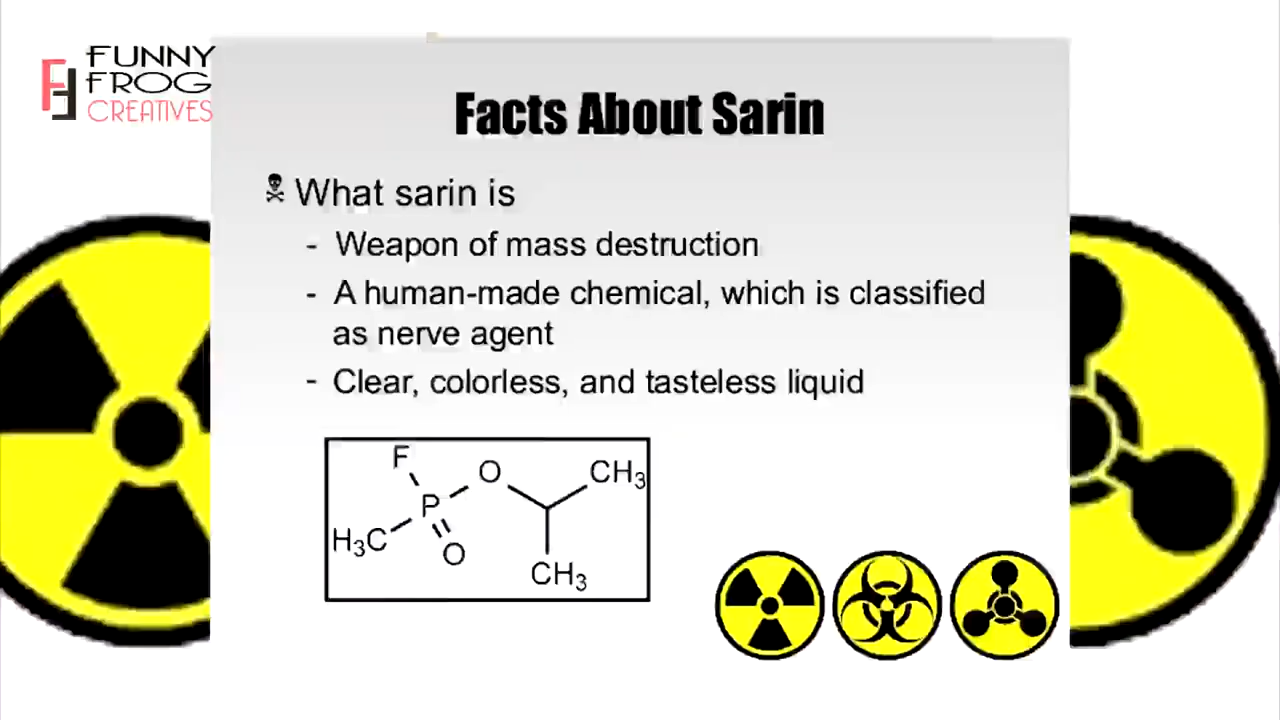 FUNNY
FROG
CREATIVES
Facts About Sarin
What sarin is
- Weapon of mass destruction
- A human-made chemical, which is classified
as nerve agent
- Clear, colorless, and tasteless liquid
F
O
CH₃
P
H₃C
O
CH₃